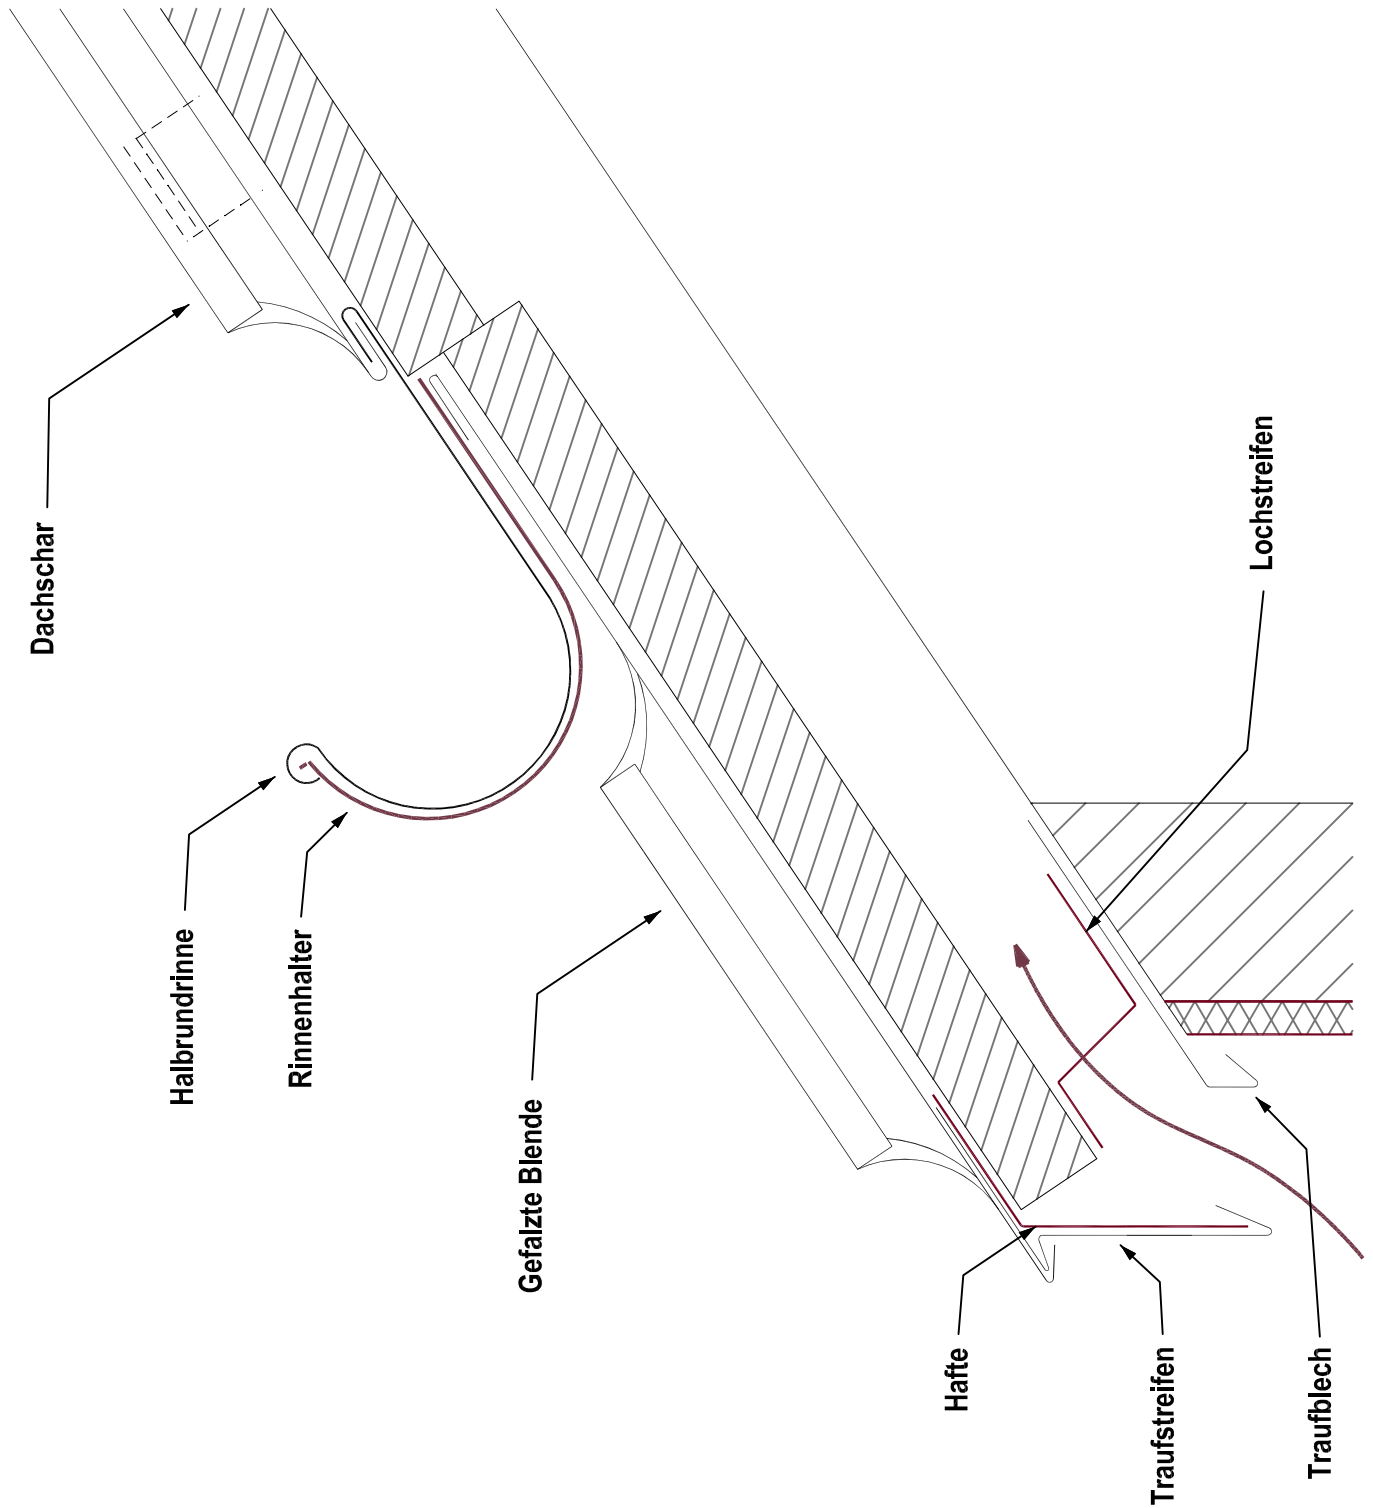 Dachschar
Halbrundrinne
Rinnenhalter
Gefalzte Blende
Lochstreifen
Hafte
Traufstreifen
Traufblech